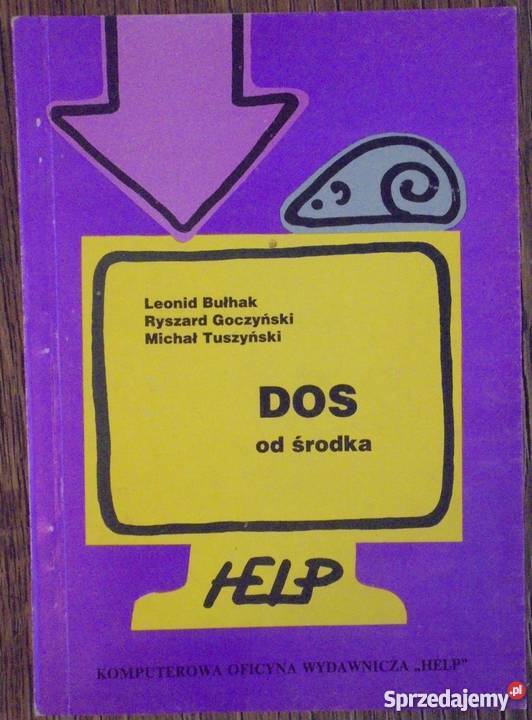 Leonid Bułhak
Ryszard Goczyński
Michał Tuszyński
DOS
od środka
HELP
KOMPUTEROWA OFICYNA WYDAWNICZA „HELP”
Sprzedajemy.pl